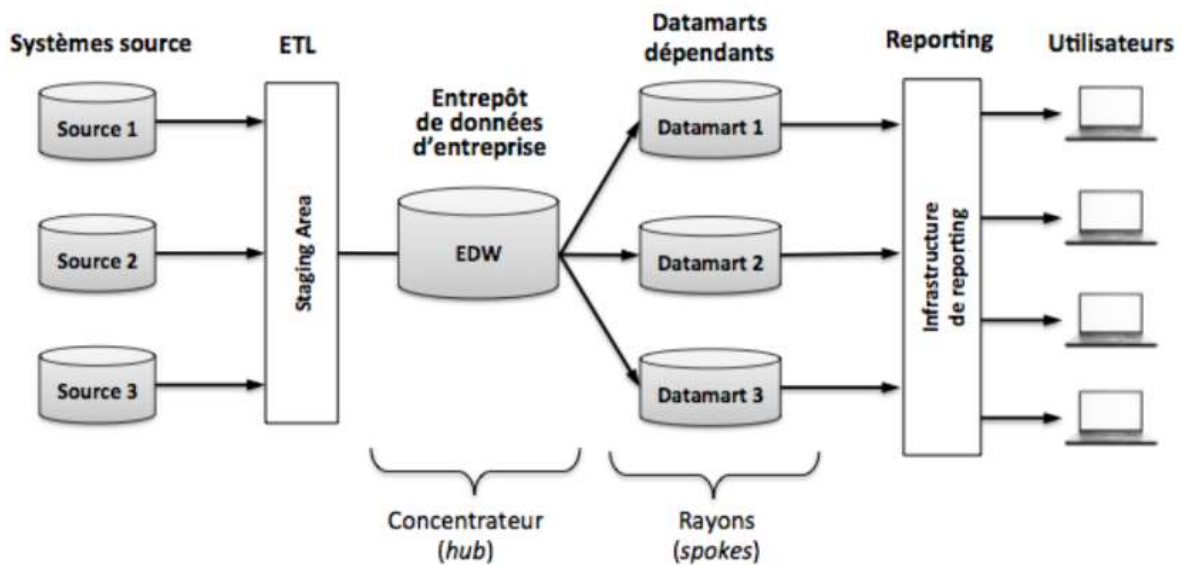 Systèmes source
ETL
Datamarts
dépendants
Reporting
Utilisateurs
Entrepôt
de données
d'entreprise
Source 1
Source 2
Source 3
Staging Area
EDW
Datamart 1
Datamart 2
Datamart 3
Infrastructure
de reporting
Concentrateur
(hub)
Rayons
(spokes)